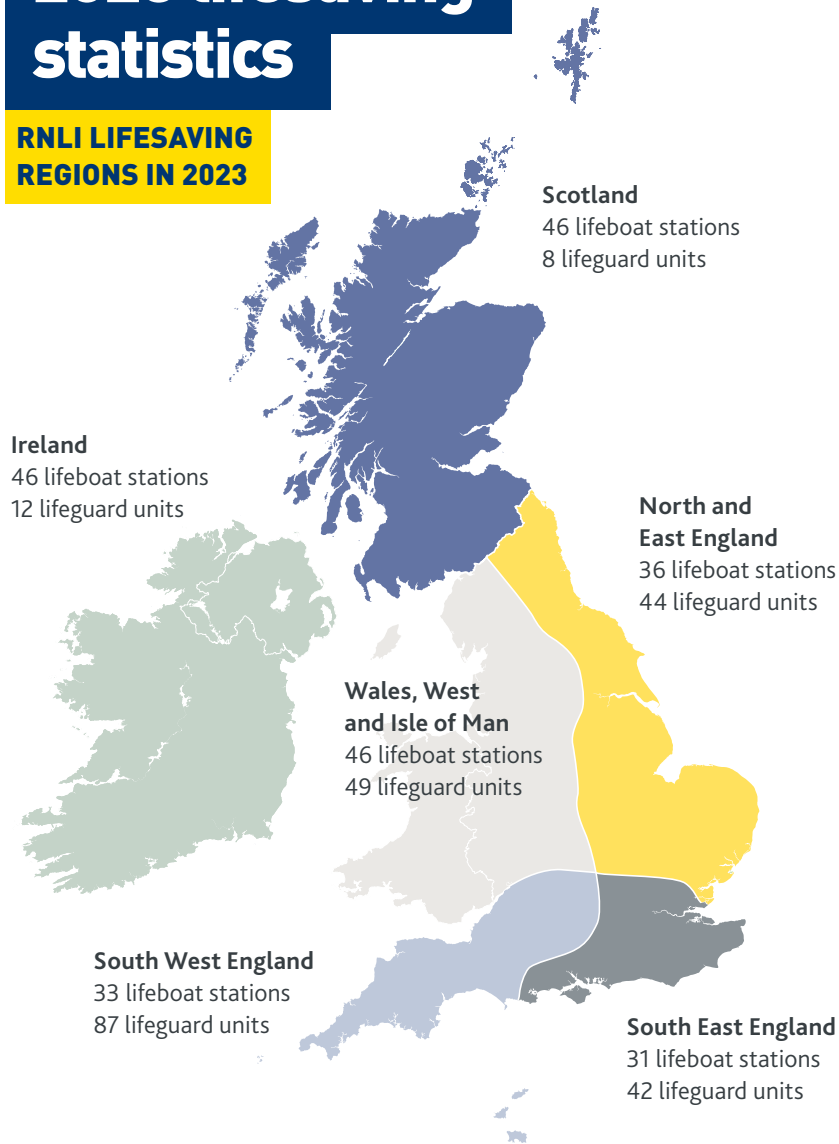 2023 lifesaving
statistics
RNLI LIFESAVING
REGIONS IN 2023
Scotland
46 lifeboat stations
8 lifeguard units
Ireland
46 lifeboat stations
12 lifeguard units
North and
East England
36 lifeboat stations
44 lifeguard units
Wales, West
and Isle of Man
46 lifeboat stations
49 lifeguard units
South West England
33 lifeboat stations
87 lifeguard units
South East England
31 lifeboat stations
42 lifeguard units